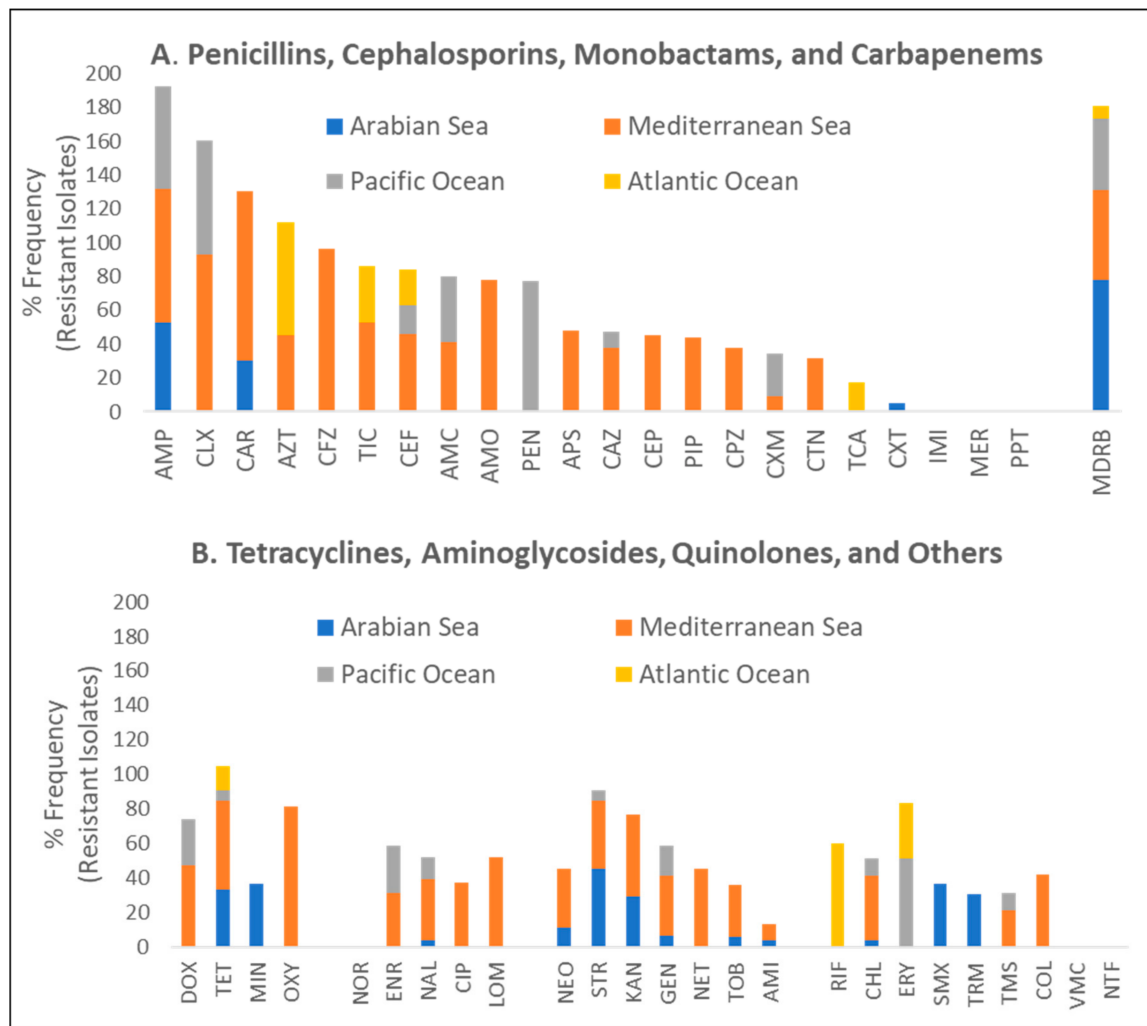 A. Penicillins, Cephalosporins, Monobactams, and Carbapenems
% Frequency
(Resistant Isolates)
200
180
160
140
120
100
80
60
40
20
0
Arabian Sea
Mediterranean Sea
Pacific Ocean
Atlantic Ocean
AMP
CLX
CAR
AZT
CFZ
TIC
CEF
AMC
AMO
PEN
APS
CAZ
CEP
PIP
CPZ
CXM
CTN
TCA
CXT
IMI
MER
PPT
MDRB
B. Tetracyclines, Aminoglycosides, Quinolones, and Others
% Frequency
(Resistant Isolates)
200
180
160
140
120
100
80
60
40
20
0
Arabian Sea
Mediterranean Sea
Pacific Ocean
Atlantic Ocean
DOX
TET
MIN
OXY
NOR
ENR
NAL
CIP
LOM
NEO
STR
KAN
GEN
NET
TOB
AMI
RIF
CHL
ERY
SMX
TRM
TMS
COL
VMC
NTF